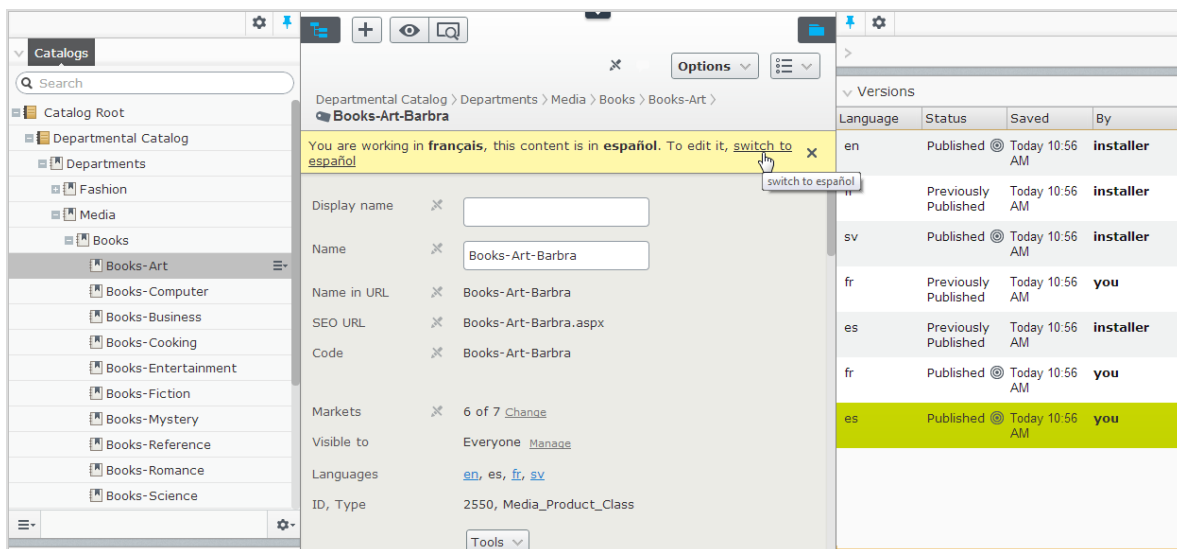 Catalogs
Search
Catalog Root
Departmental Catalog
Departments
Fashion
Media
Books
Books-Art
Books-Computer
Books-Business
Books-Cooking
Books-Entertainment
Books-Fiction
Books-Mystery
Books-Reference
Books-Romance
Books-Science
Options
Departmental Catalog > Departments > Media > Books > Books-Art >
Books-Art-Barbra
You are working in français, this content is in español. To edit it, switch to
español
switch to español
Display name
Name Books-Art-Barbra
Name in URL Books-Art-Barbra
SEO URL Books-Art-Barbra.aspx
Code Books-Art-Barbra
Markets 6 of 7 Change
Visible to Everyone Manage
Languages en, es, fr, sv
ID, Type 2550, Media_Product_Class
Tools
Versions
Language Status Saved By
en Published Today 10:56 installer
AM
Previously Today 10:56 installer
Published AM
sv Published Today 10:56 installer
AM
fr Previously Today 10:56 you
Published AM
es Previously Today 10:56 installer
Published AM
fr Published Today 10:56 you
AM
es Published Today 10:56 you
AM